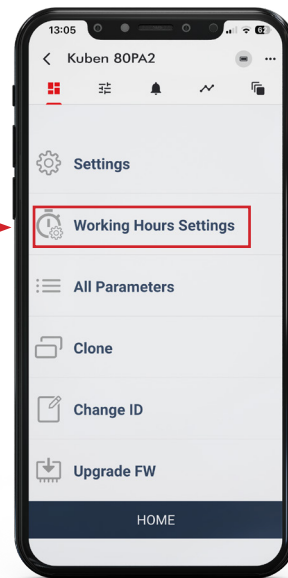 13:05
Kuben 80PA2
Settings
Working Hours Settings
All Parameters
Clone
Change ID
Upgrade FW
HOME